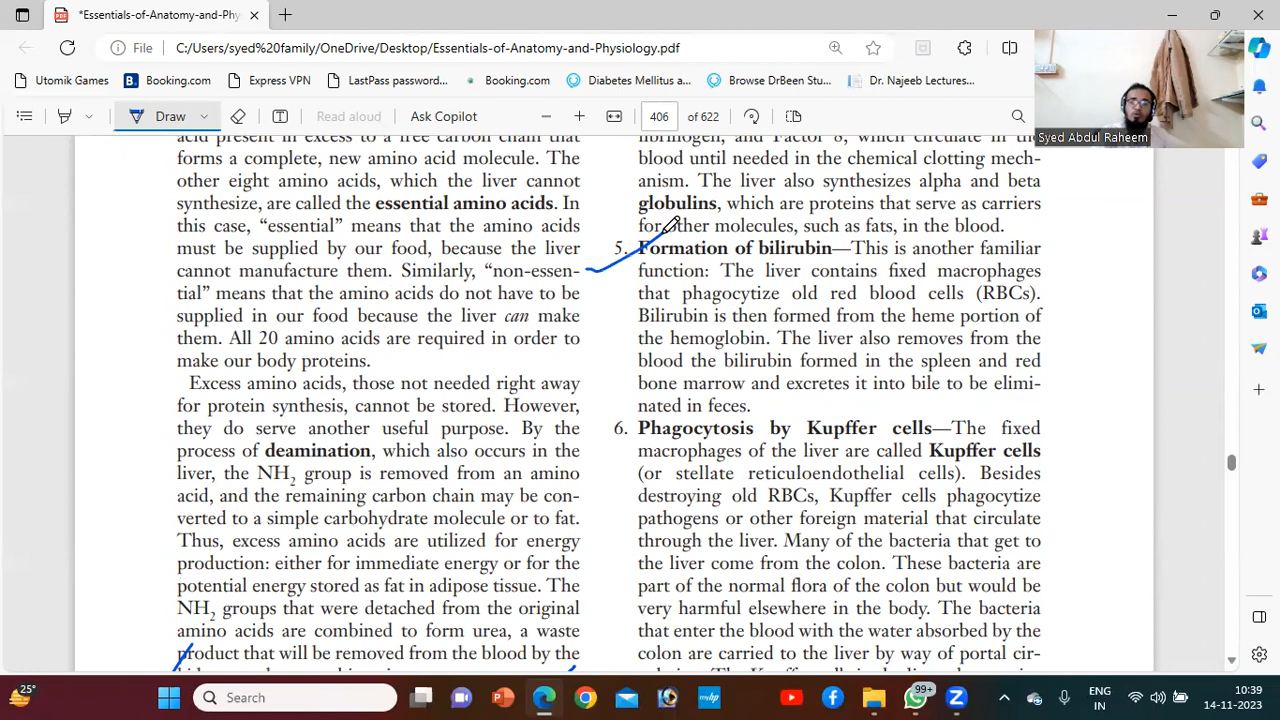 *Essentials-of-Anatomy-and-Phy
File
C:/Users/syed%20family/OneDrive/Desktop/Essentials-of-Anatomy-and-Physiology.pdf
Utomik Games
Booking.com
Express VPN
LastPass password...
Booking.com
Diabetes Mellitus a...
Browse DrBeen Stu...
Dr. Najeeb Lectures...
Draw
Read aloud
Ask Copilot
406 of 622
Syed Abdul Raheem
acid present in excess to a free carbon chain that
forms a complete, new amino acid molecule. The
other eight amino acids, which the liver cannot
synthesize, are called the essential amino acids. In
this case, “essential” means that the amino acids
must be supplied by our food, because the liver
cannot manufacture them. Similarly, “non-essen-
tial” means that the amino acids do not have to be
supplied in our food because the liver can make
them. All 20 amino acids are required in order to
make our body proteins.
Excess amino acids, those not needed right away
for protein synthesis, cannot be stored. However,
they do serve another useful purpose. By the
process of deamination, which also occurs in the
liver, the NH2 group is removed from an amino
acid, and the remaining carbon chain may be con-
verted to a simple carbohydrate molecule or to fat.
Thus, excess amino acids are utilized for energy
production: either for immediate energy or for the
potential energy stored as fat in adipose tissue. The
NH2 groups that were detached from the original
amino acids are combined to form urea, a waste
product that will be removed from the blood by the
fibrinogen, and Factor 8, which circulate in the
blood until needed in the chemical clotting mech-
anism. The liver also synthesizes alpha and beta
globulins, which are proteins that serve as carriers
for other molecules, such as fats, in the blood.
5. Formation of bilirubin—This is another familiar
function: The liver contains fixed macrophages
that phagocytize old red blood cells (RBCs).
Bilirubin is then formed from the heme portion of
the hemoglobin. The liver also removes from the
blood the bilirubin formed in the spleen and red
bone marrow and excretes it into bile to be elimi-
nated in feces.
6. Phagocytosis by Kupffer cells—The fixed
macrophages of the liver are called Kupffer cells
(or stellate reticuloendothelial cells). Besides
destroying old RBCs, Kupffer cells phagocytize
pathogens or other foreign material that circulate
through the liver. Many of the bacteria that get to
the liver come from the colon. These bacteria are
part of the normal flora of the colon but would be
very harmful elsewhere in the body. The bacteria
that enter the blood with the water absorbed by the
colon are carried to the liver by way of portal cir-
25°
Search
myhp
99+
ENG
IN
10:39
14-11-2023